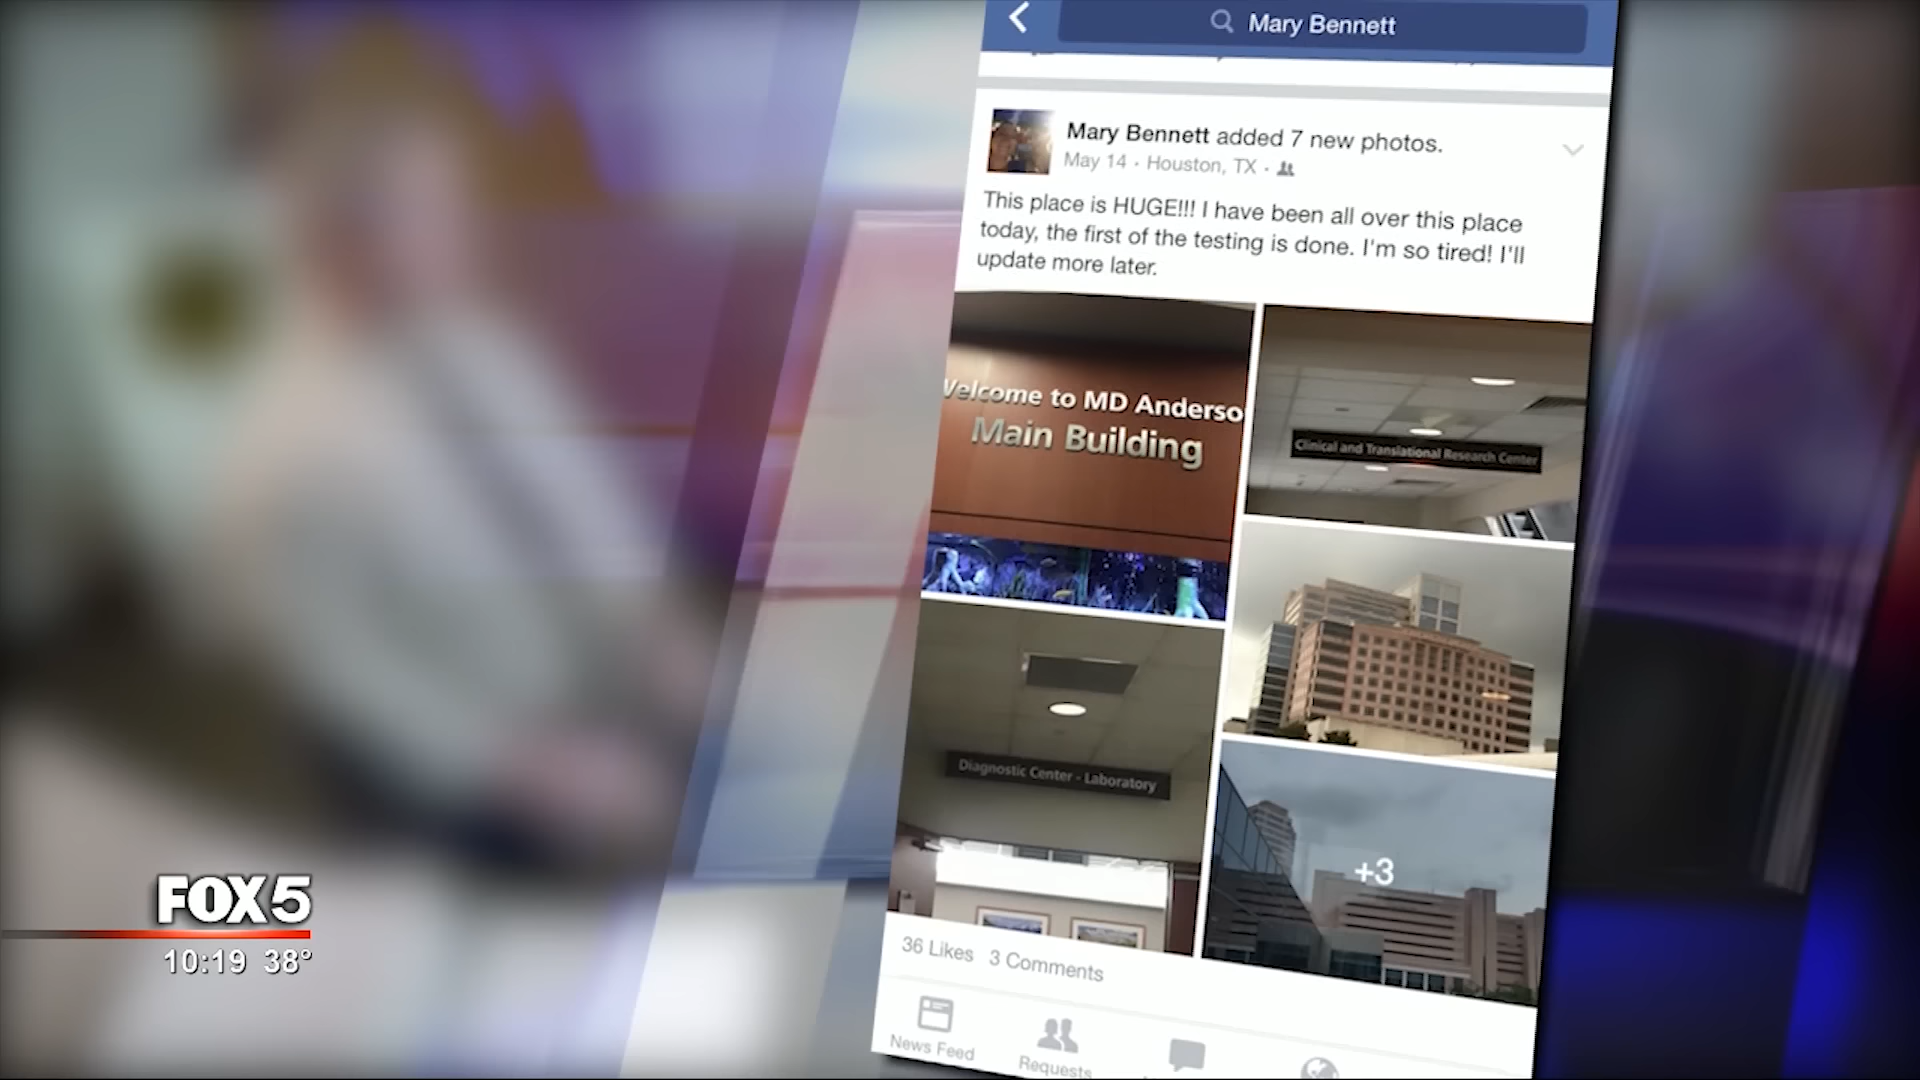 Mary Bennett
Mary Bennett added 7 new photos.
May 14 · Houston, TX ·
This place is HUGE!!! I have been all over this place
today, the first of the testing is done. I'm so tired! I'll
update more later.
Welcome to MD Anderso
Main Building
Clinical and Translational Research Center
Diagnostic Center - Laboratory
+3
36 Likes 3 Comments
News Feed
Requests
FOX 5
10:19 38°